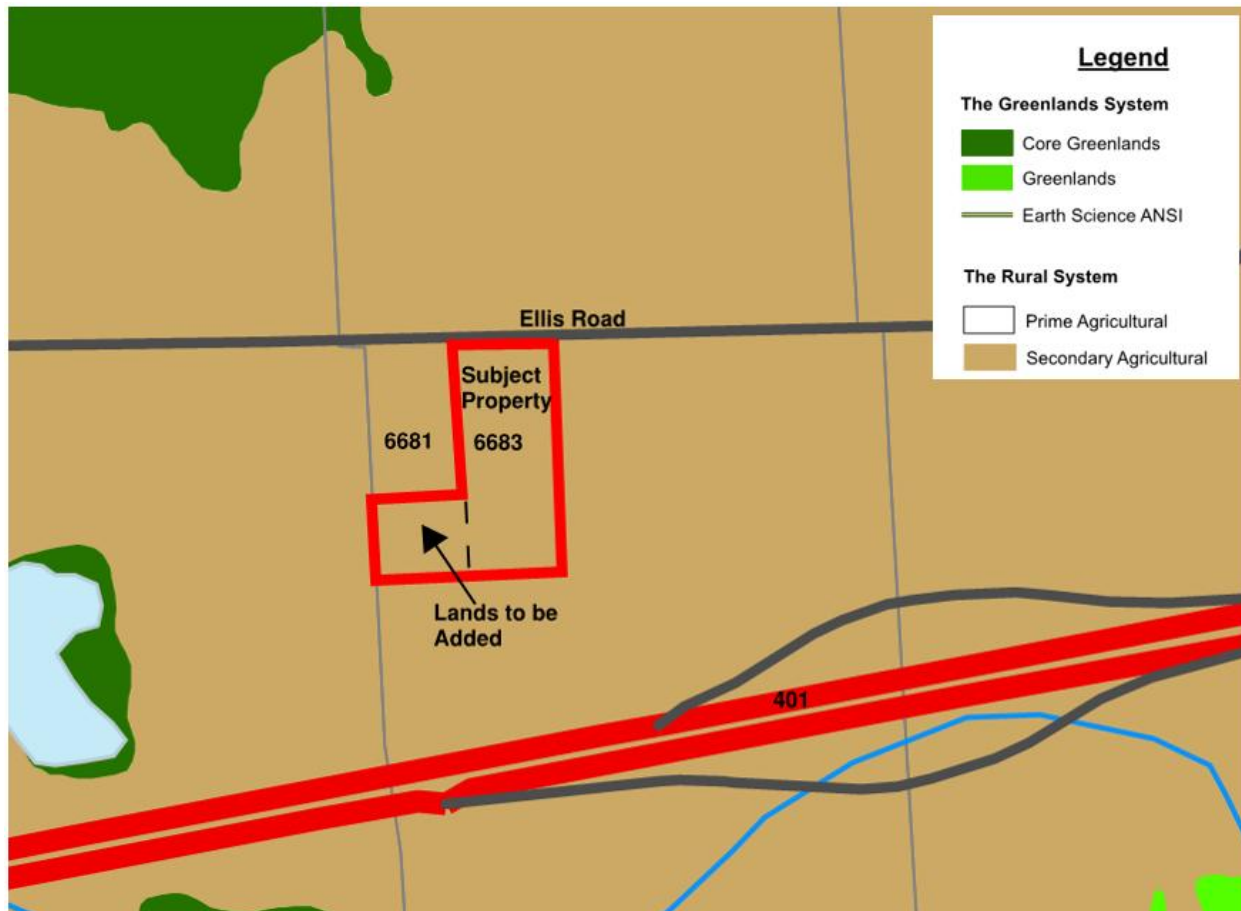 Legend
The Greenlands System
Core Greenlands
Greenlands
Earth Science ANSI
The Rural System
Prime Agricultural
Secondary Agricultural
Ellis Road
Subject
Property
6681
6683
Lands to be
Added
401